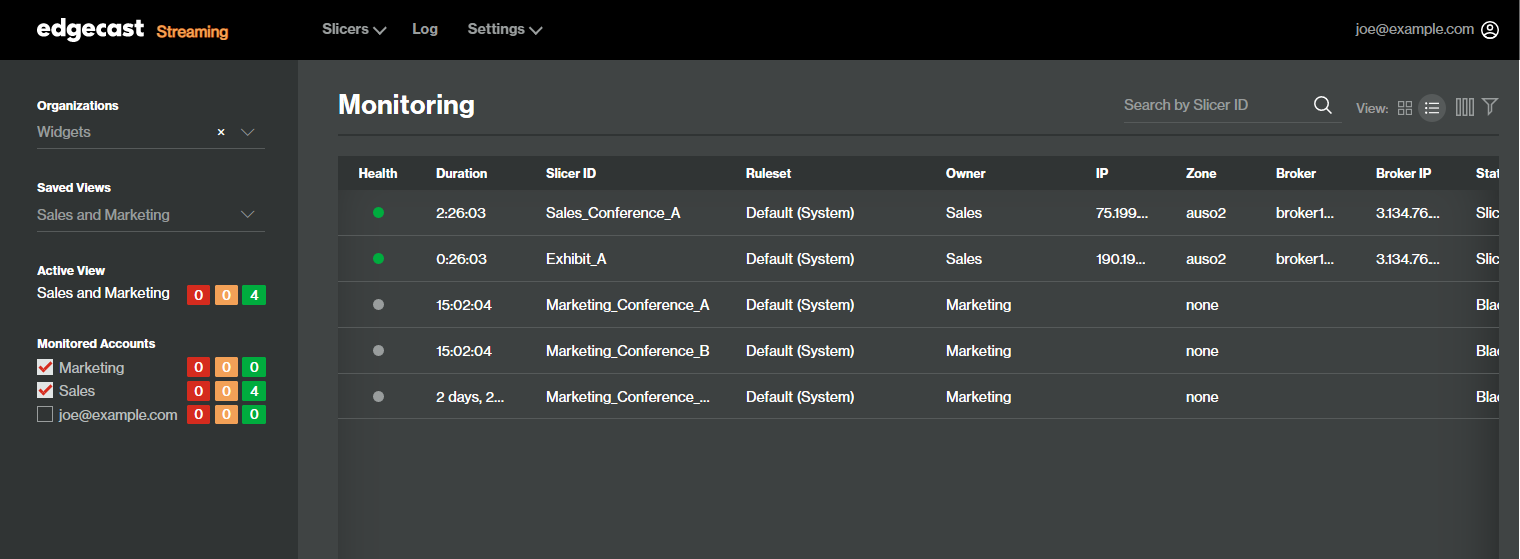 edgecast Streaming Slicers Log Settings joe@example.com
Organizations
Widgets ×
Saved Views
Sales and Marketing
Active View
Sales and Marketing 0 0 4
Monitored Accounts
Marketing 0 0 0
Sales 0 0 4
joe@example.com 0 0 0
Monitoring
Search by Slicer ID View:
Health Duration Slicer ID Ruleset Owner IP Zone Broker Broker IP Stat
2:26:03 Sales_Conference_A Default (System) Sales 75.199.... auso2 broker1... 3.134.76.... Slic
0:26:03 Exhibit_A Default (System) Sales 190.19... auso2 broker1... 3.134.76.... Slic
15:02:04 Marketing_Conference_A Default (System) Marketing none Blac
15:02:04 Marketing_Conference_B Default (System) Marketing none Blac
2 days, 2... Marketing_Conference_... Default (System) Marketing none Blac